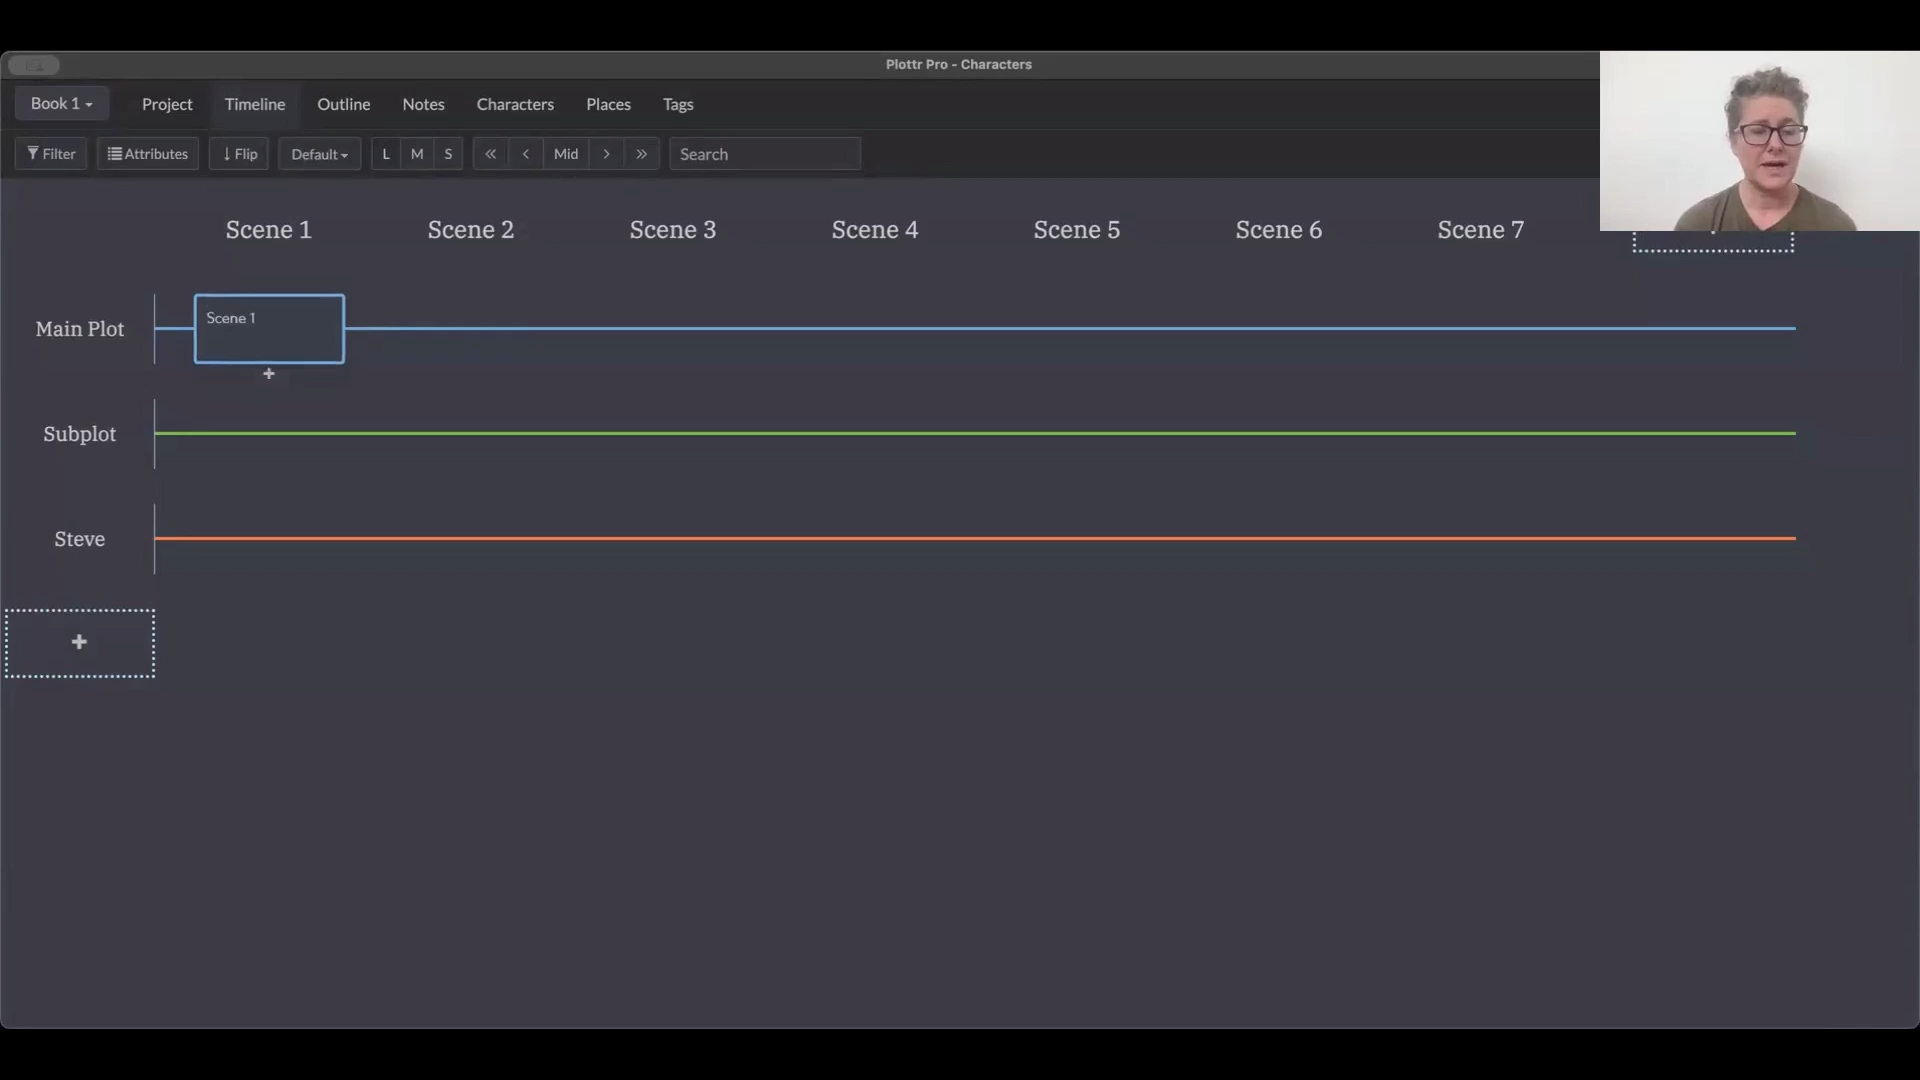 Plottr Pro - Characters
Book 1 Project Timeline Outline Notes Characters Places Tags
Filter Attributes Flip Default L M S « < Mid > » Search
Scene 1 Scene 2 Scene 3 Scene 4 Scene 5 Scene 6 Scene 7
Main Plot Scene 1
+
Subplot
Steve
+